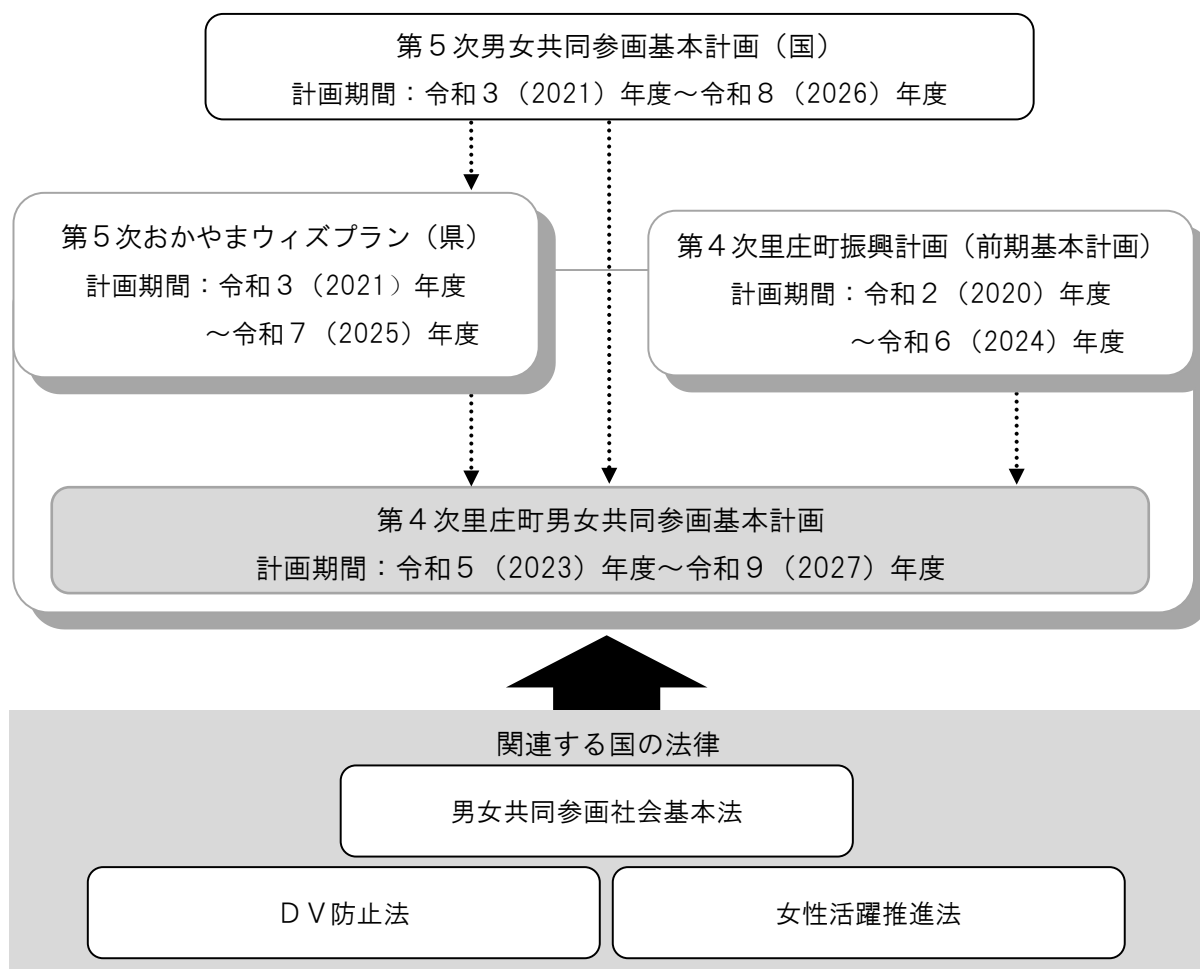 第５次男女共同参画基本計画（国）
計画期間：令和３（2021）年度～令和８（2026）年度
第５次おかやまウィズプラン（県）
計画期間：令和３（2021）年度
～令和７（2025）年度
第４次里庄町振興計画（前期基本計画）
計画期間：令和２（2020）年度
～令和６（2024）年度
第４次里庄町男女共同参画基本計画
計画期間：令和５（2023）年度～令和９（2027）年度
関連する国の法律
男女共同参画社会基本法
ＤＶ防止法
女性活躍推進法